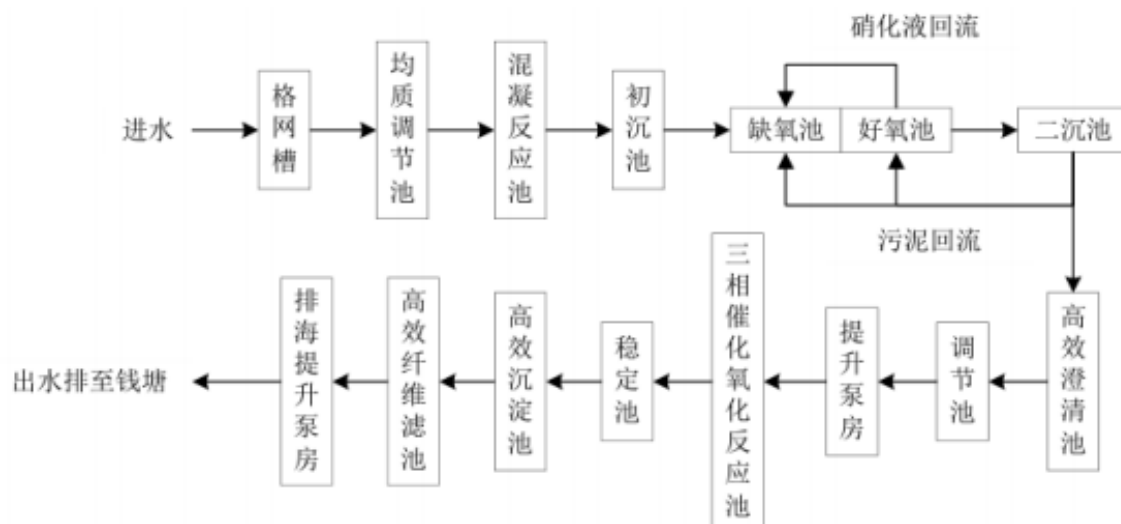 硝化液回流
进水
格网槽
均质调节池
混凝反应池
初沉池
缺氧池
好氧池
二沉池
污泥回流
出水排至钱塘
排海提升泵房
高效纤维滤池
高效沉淀池
稳定池
三相催化氧化反应池
提升泵房
调节池
高效澄清池